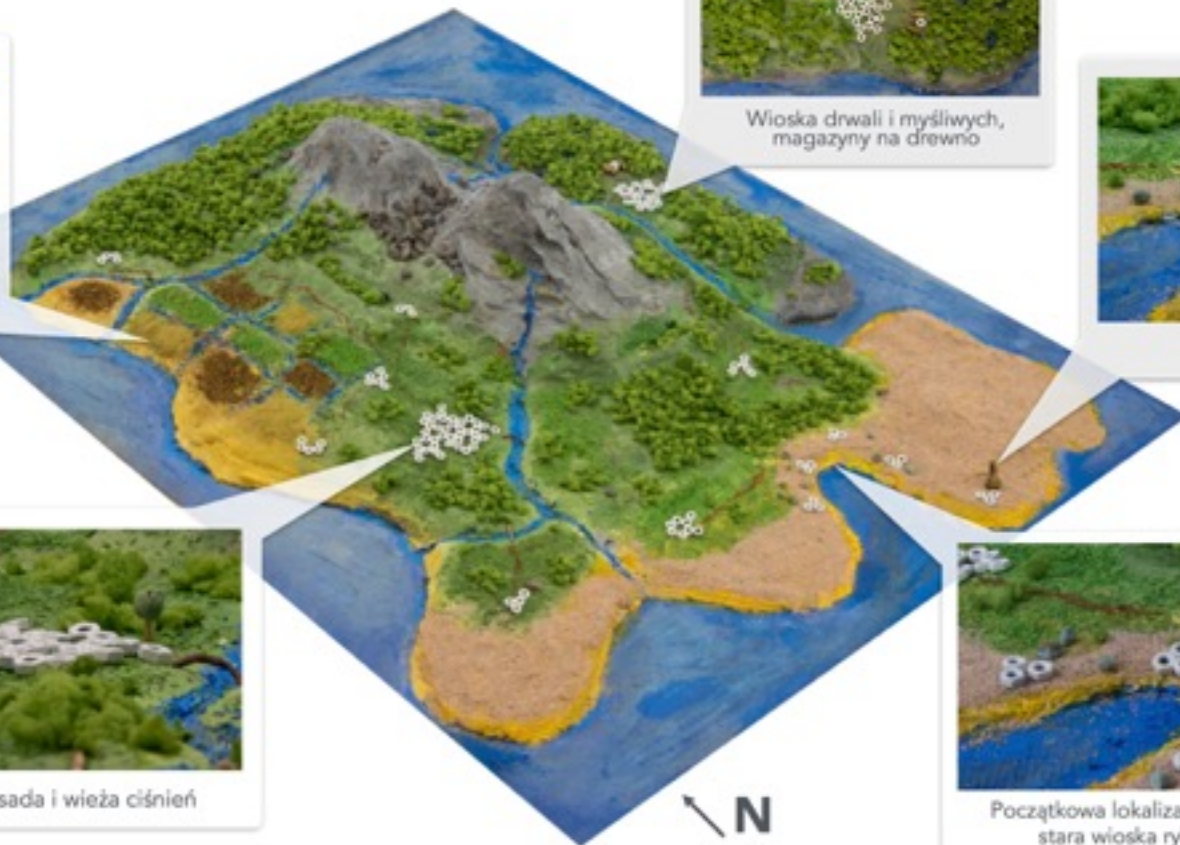 Wioska drwali i myśliwych,
magazyny na drewno
sada i wieża ciśnień
N
Początkowa lokaliza
stara wioska ry